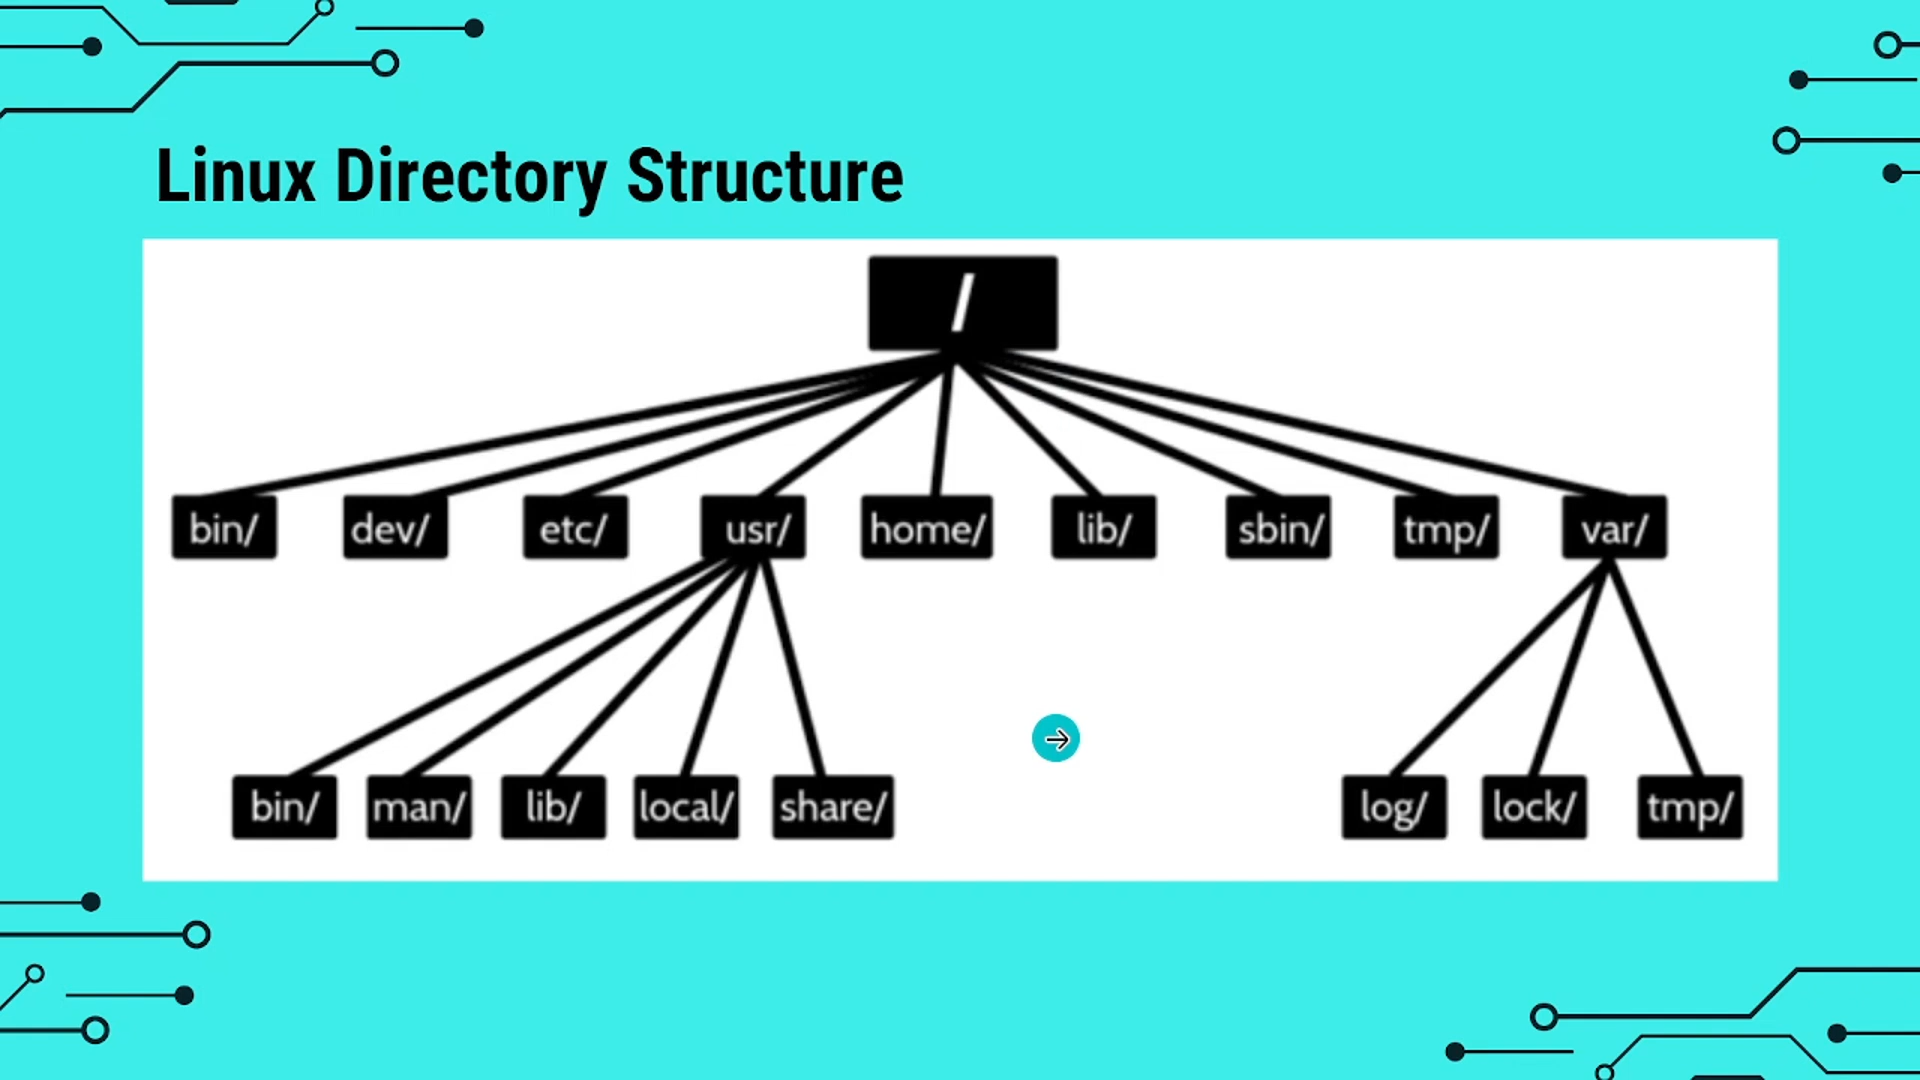 Linux Directory Structure
/
bin/ dev/ etc/ usr/ home/ lib/ sbin/ tmp/ var/
bin/ man/ lib/ local/ share/ log/ lock/ tmp/